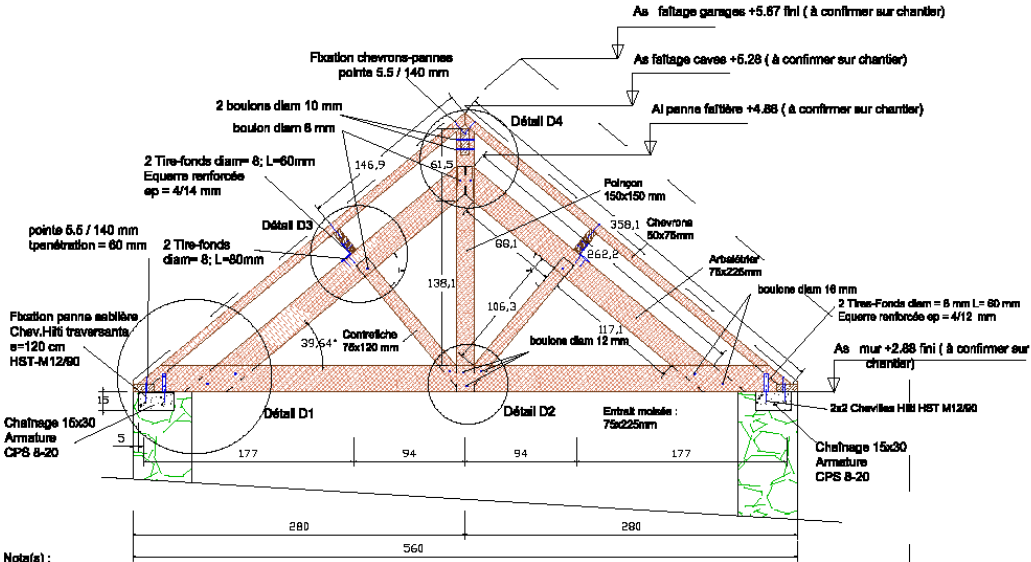 As faîtage garages +5.67 fini ( à confirmer sur chantier)
As faîtage caves +5.28 ( à confirmer sur chantier)
Ai panne faîtière +4.86 ( à confirmer sur chantier)
Fixation chevrons-pannes
pointe 5.5 / 140 mm
2 boulons diam 10 mm
boulon diam 6 mm
Détail D4
2 Tire-fonds diam= 8; L=60mm
Equerre renforcée
ep = 4/14 mm
146,9
61,5
Poinçon
150x150 mm
Détail D3
pointe 5.5 / 140 mm
tpenétration = 60 mm
2 Tire-fonds
diam= 8; L=80mm
358,1
Chevrons
50x75mm
88,1
262,2
Arbalétrier
75x225mm
138,1
boulons diam 16 mm
106,3
2 Tires-Fonds diam = 8 mm L= 60 mm
Equerre renforcée ep = 4/12 mm
Fixation panne sablière
Chev.Hilti traversante
e=120 cm
HST-M12/90
39,64°
Contrefiche
75x120 mm
117,1
boulons diam 12 mm
As mur +2.88 fini ( à confirmer sur
chantier)
15
Détail D1
Détail D2
Entrait moisée :
75x225mm
2x2 Chevilles Hilti HST M12/90
Chaînage 15x30
Armature
CPS 8-20
5
Chaînage 15x30
Armature
CPS 8-20
177
94
94
177
280
280
560
Nota(s) :